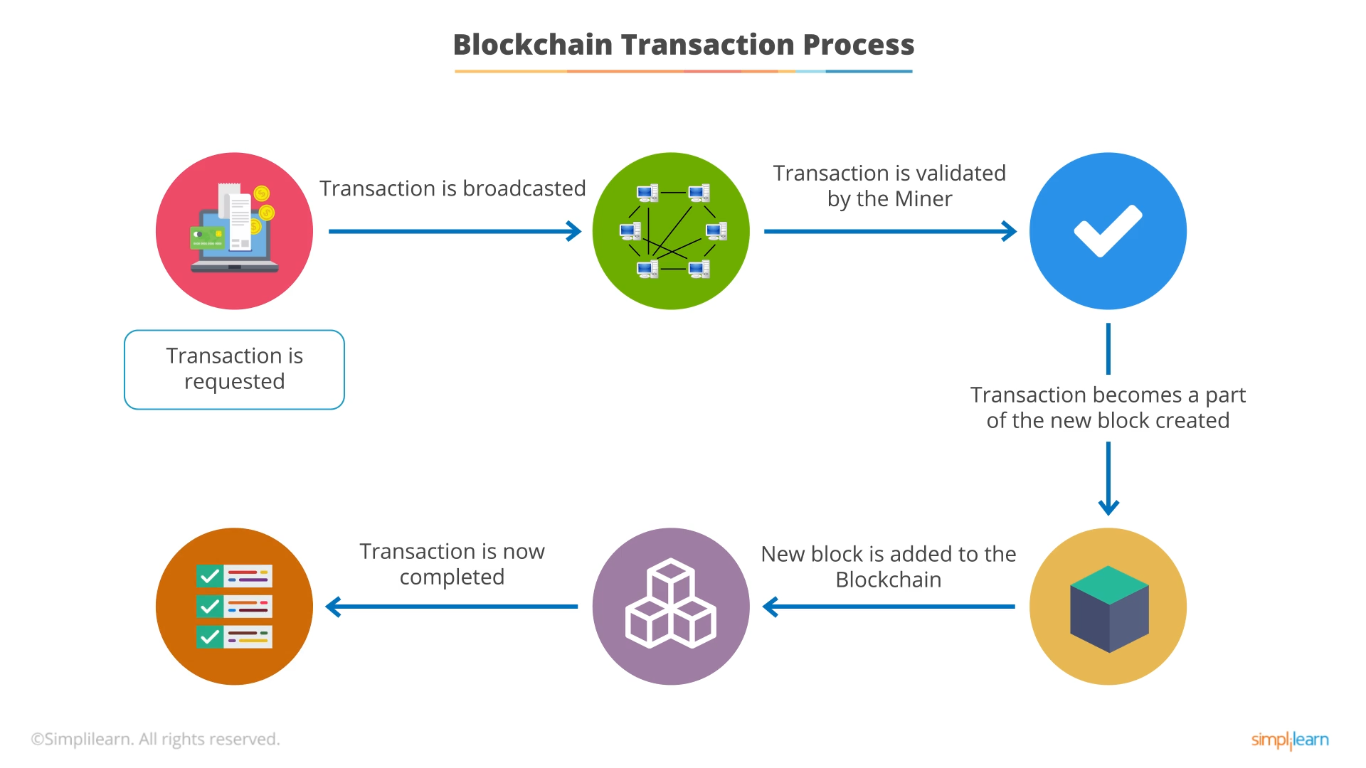 Blockchain Transaction Process
Transaction is broadcasted
Transaction is validated
by the Miner
Transaction is
requested
Transaction becomes a part
of the new block created
New block is added to the
Blockchain
Transaction is now
completed
©Simplilearn. All rights reserved.
simplilearn